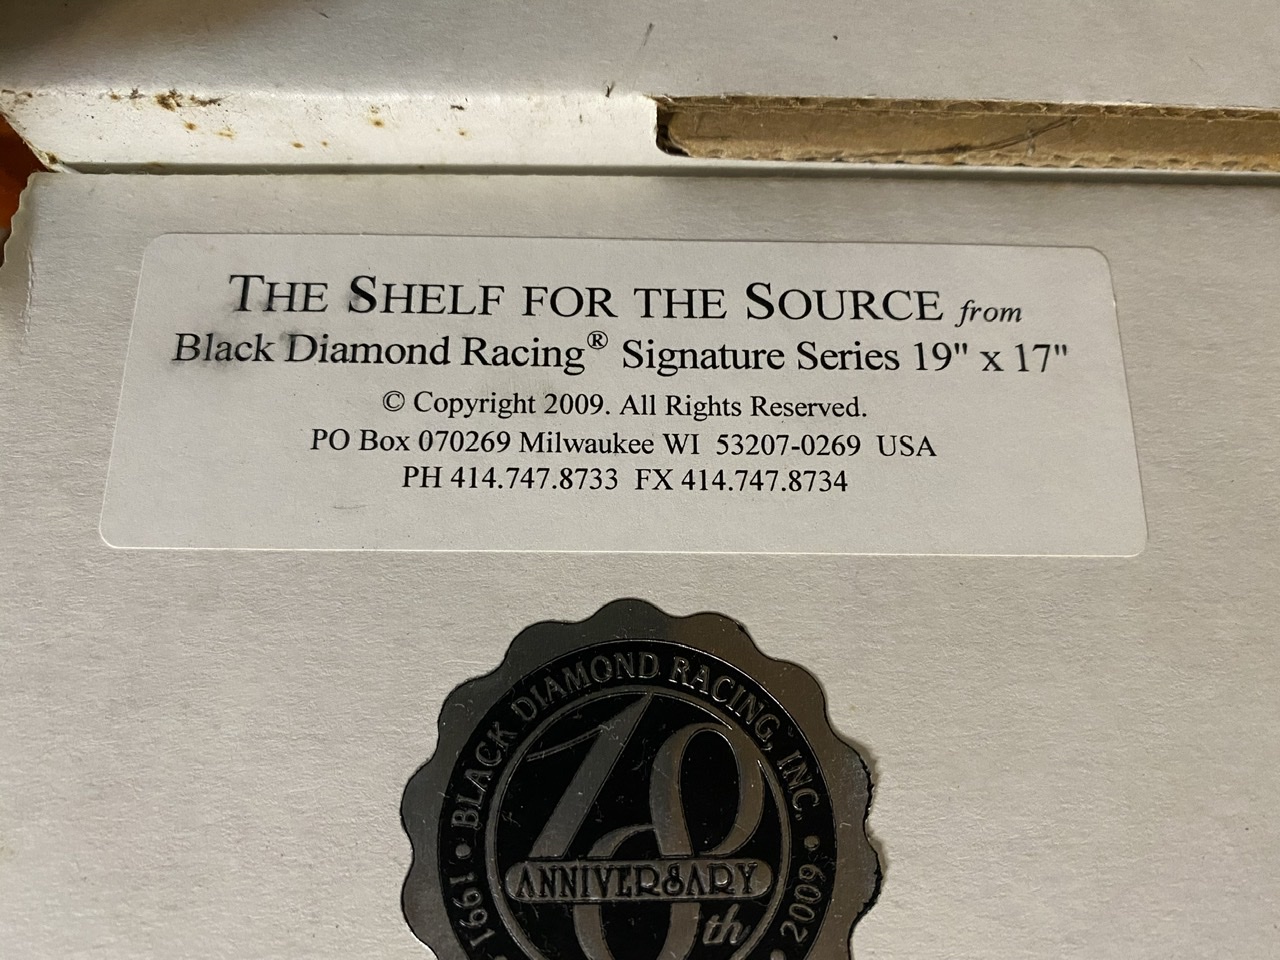 THE SHELF FOR THE SOURCE from
Black Diamond Racing® Signature Series 19" x 17"
© Copyright 2009. All Rights Reserved.
PO Box 070269 Milwaukee WI 53207-0269 USA
PH 414.747.8733 FX 414.747.8734
• BLACK DIAMOND RACING, INC. •
1991
2009
18
ANNIVERSARY
th